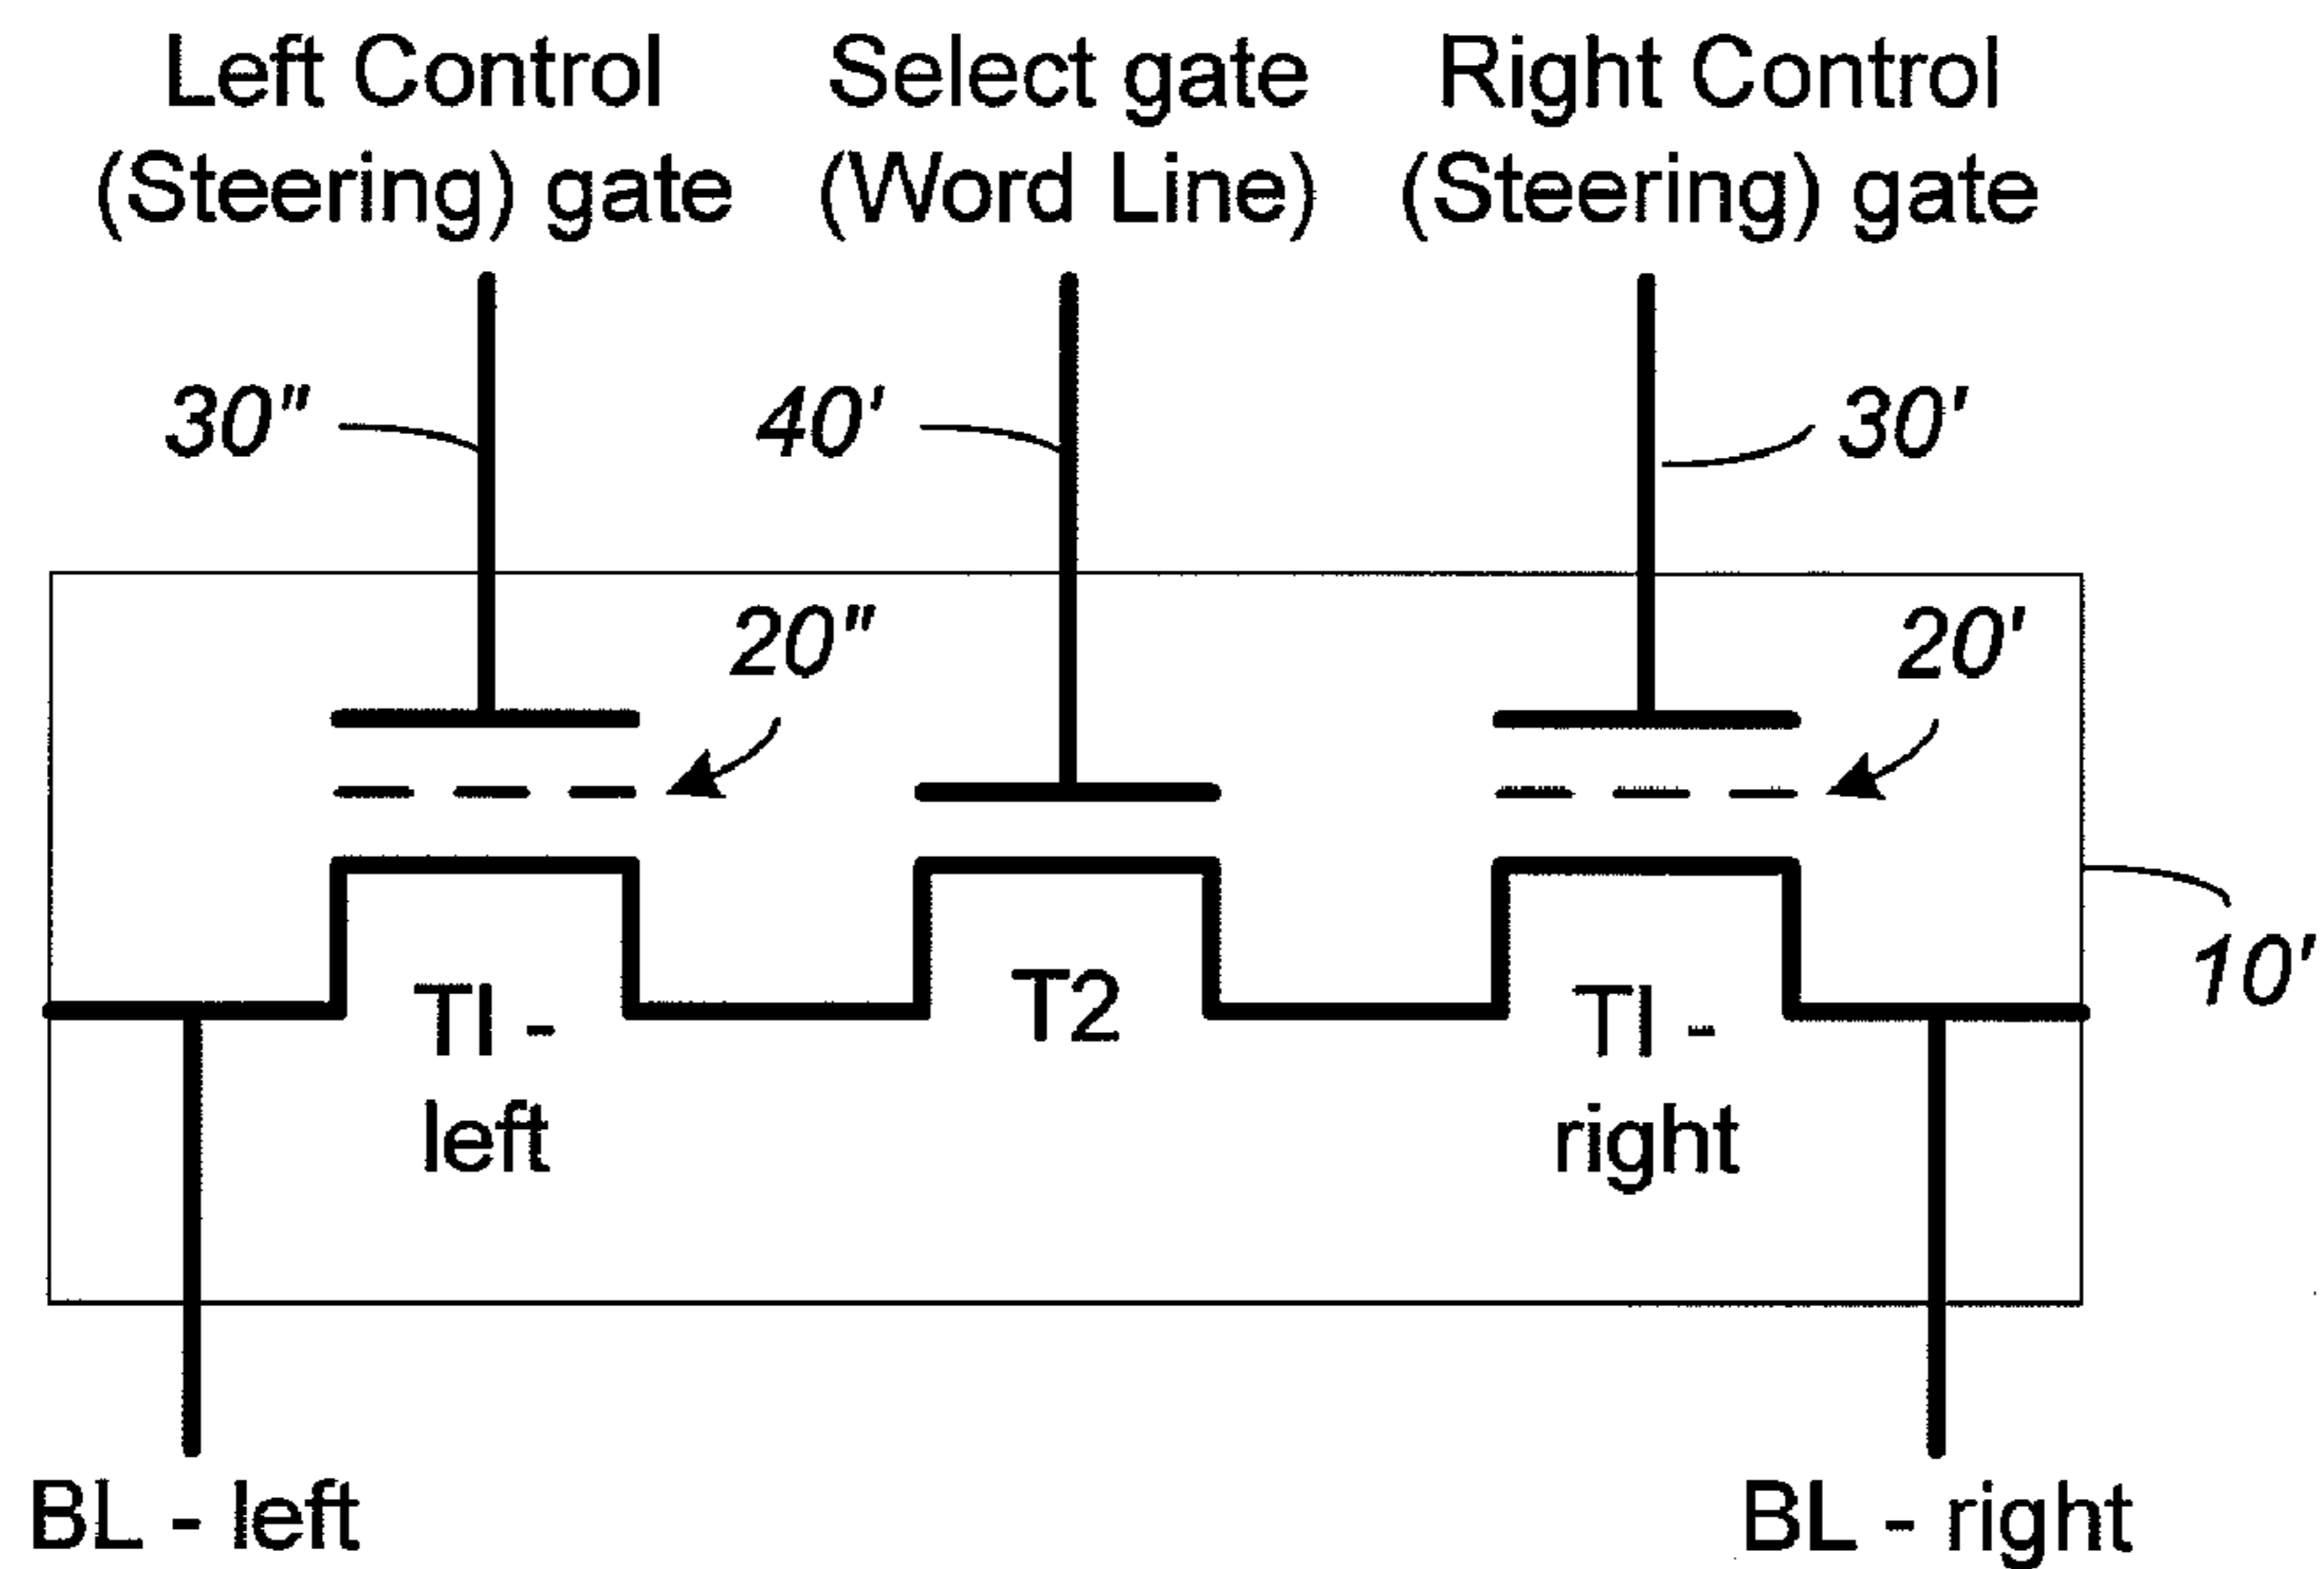 Left Control
(Steering) gate
Select gate
(Word Line)
Right Control
(Steering) gate
30"
40'
30'
20"
20'
10'
TI -
left
T2
TI -
right
BL - left
BL - right